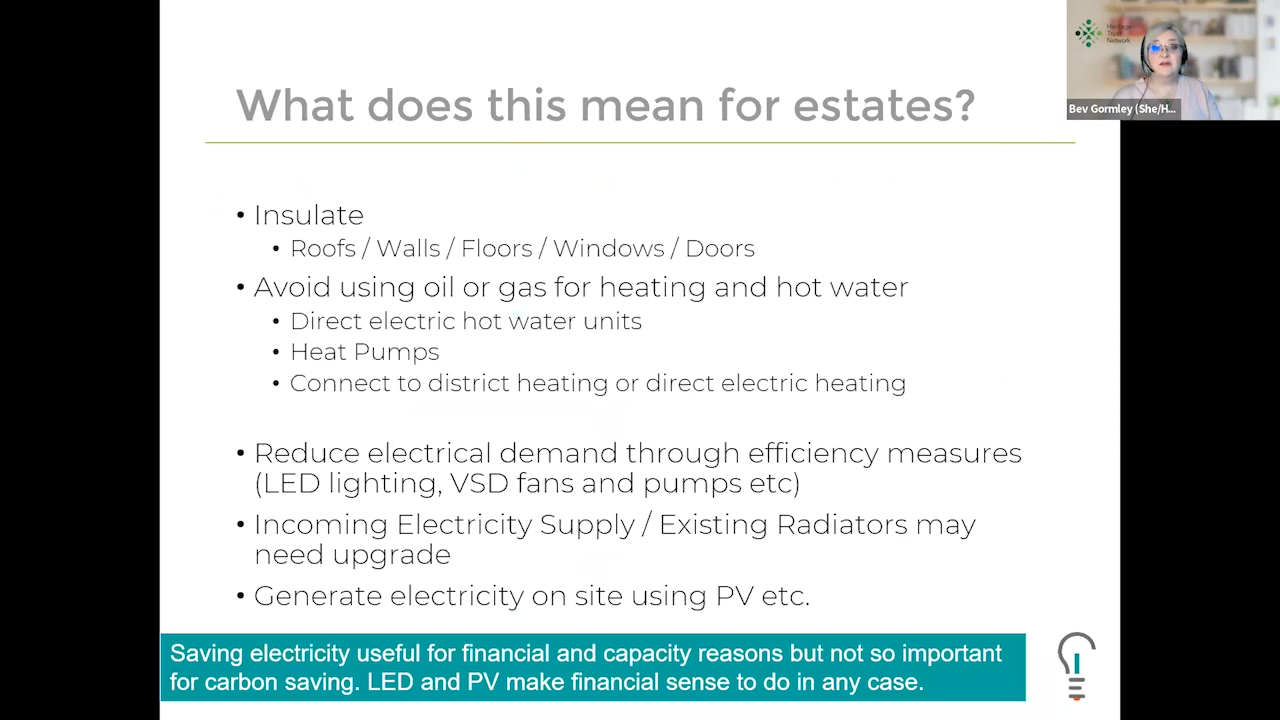 What does this mean for estates?
Heritage
Trust
Network
Bev Gormley (She/H...
• Insulate
• Roofs / Walls / Floors / Windows / Doors
• Avoid using oil or gas for heating and hot water
• Direct electric hot water units
• Heat Pumps
• Connect to district heating or direct electric heating
• Reduce electrical demand through efficiency measures
(LED lighting, VSD fans and pumps etc)
• Incoming Electricity Supply / Existing Radiators may
need upgrade
• Generate electricity on site using PV etc.
Saving electricity useful for financial and capacity reasons but not so important
for carbon saving. LED and PV make financial sense to do in any case.